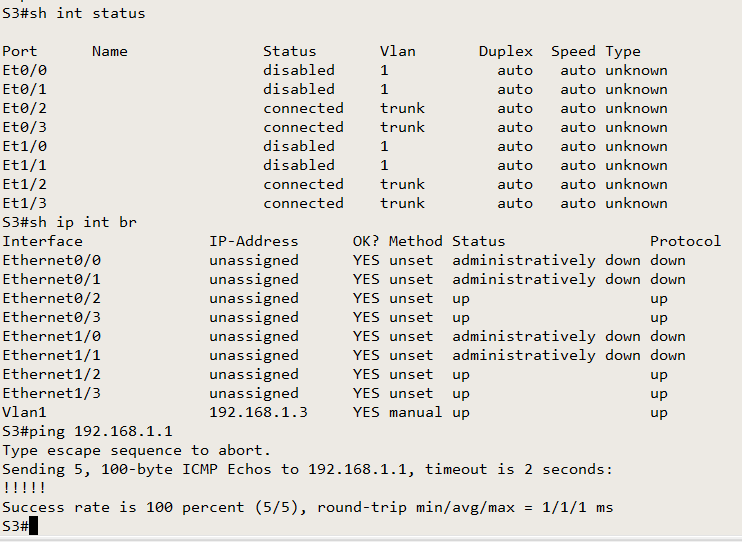 S3#sh int status
Port Name Status Vlan Duplex Speed Type
Et0/0 disabled 1 auto auto unknown
Et0/1 disabled 1 auto auto unknown
Et0/2 connected trunk auto auto unknown
Et0/3 connected trunk auto auto unknown
Et1/0 disabled 1 auto auto unknown
Et1/1 disabled 1 auto auto unknown
Et1/2 connected trunk auto auto unknown
Et1/3 connected trunk auto auto unknown
S3#sh ip int br
Interface IP-Address OK? Method Status Protocol
Ethernet0/0 unassigned YES unset administratively down down
Ethernet0/1 unassigned YES unset administratively down down
Ethernet0/2 unassigned YES unset up up
Ethernet0/3 unassigned YES unset up up
Ethernet1/0 unassigned YES unset administratively down down
Ethernet1/1 unassigned YES unset administratively down down
Ethernet1/2 unassigned YES unset up up
Ethernet1/3 unassigned YES unset up up
Vlan1 192.168.1.3 YES manual up up
S3#ping 192.168.1.1
Type escape sequence to abort.
Sending 5, 100-byte ICMP Echos to 192.168.1.1, timeout is 2 seconds:
!!!!!
Success rate is 100 percent (5/5), round-trip min/avg/max = 1/1/1 ms
S3#